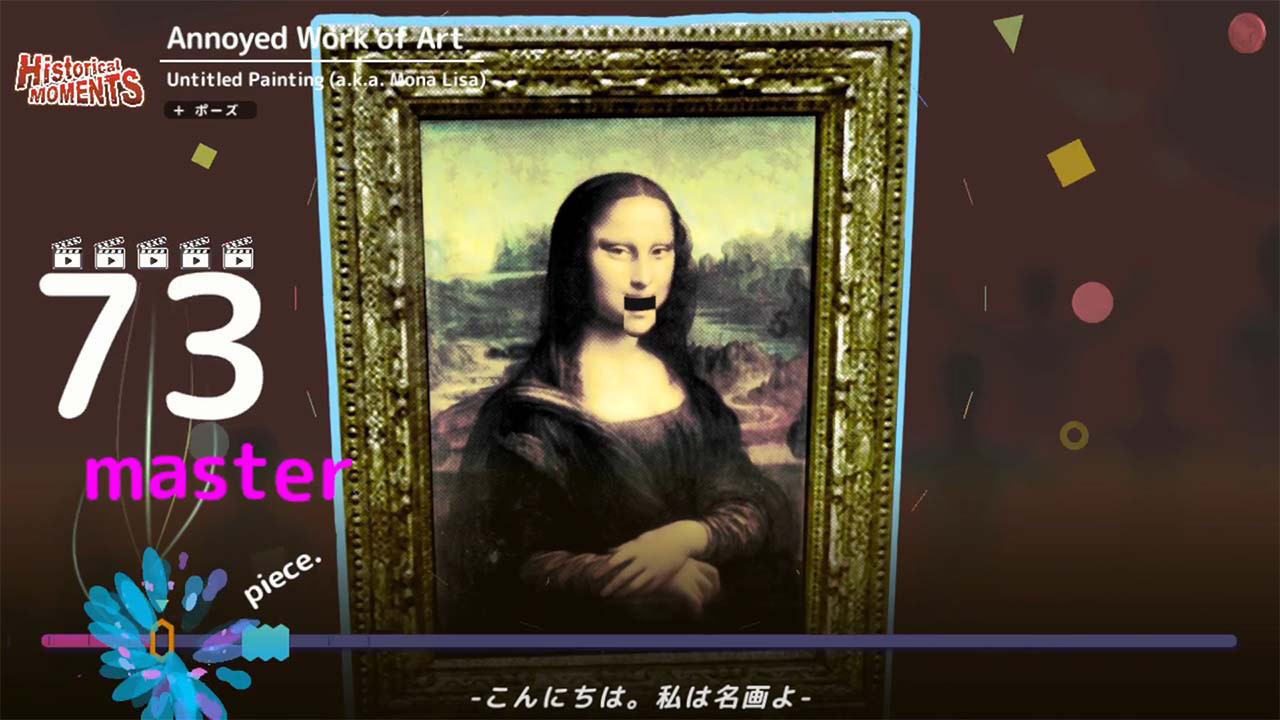 Historical
MOMENTS
Annoyed Work of Art
Untitled Painting (a.k.a. Mona Lisa)
+ ポーズ
73
master
piece.
-こんにちは。私は名画よ-